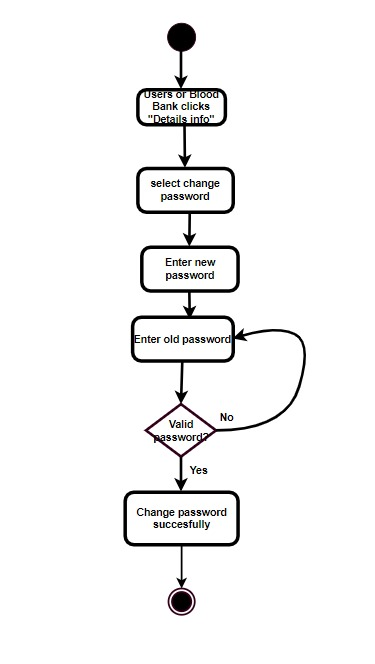 Users or Blood
Bank clicks
"Details info"
select change
password
Enter new
password
Enter old password
Valid
password?
No
Yes
Change password
succesfully